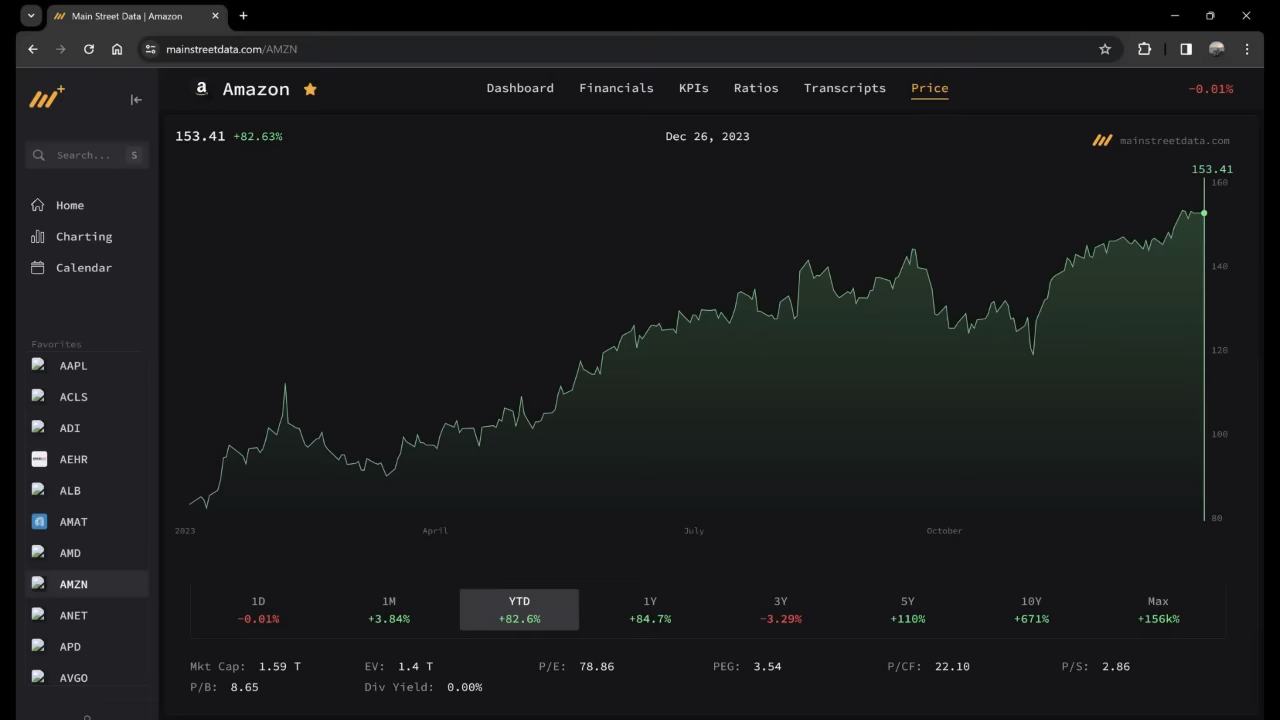 Main Street Data | Amazon
mainstreetdata.com/AMZN
a Amazon Dashboard Financials KPIs Ratios Transcripts Price -0.01%
Search... S
Home
Charting
Calendar
Favorites
AAPL
ACLS
ADI
AEHR
ALB
AMAT
AMD
AMZN
ANET
APD
AVGO
153.41 +82.63% Dec 26, 2023 mainstreetdata.com
153.41
160
140
120
100
80
2023 April July October
1D 1M YTD 1Y 3Y 5Y 10Y Max
-0.01% +3.84% +82.6% +84.7% -3.29% +110% +671% +156k%
Mkt Cap: 1.59 T EV: 1.4 T P/E: 78.86 PEG: 3.54 P/CF: 22.10 P/S: 2.86
P/B: 8.65 Div Yield: 0.00%